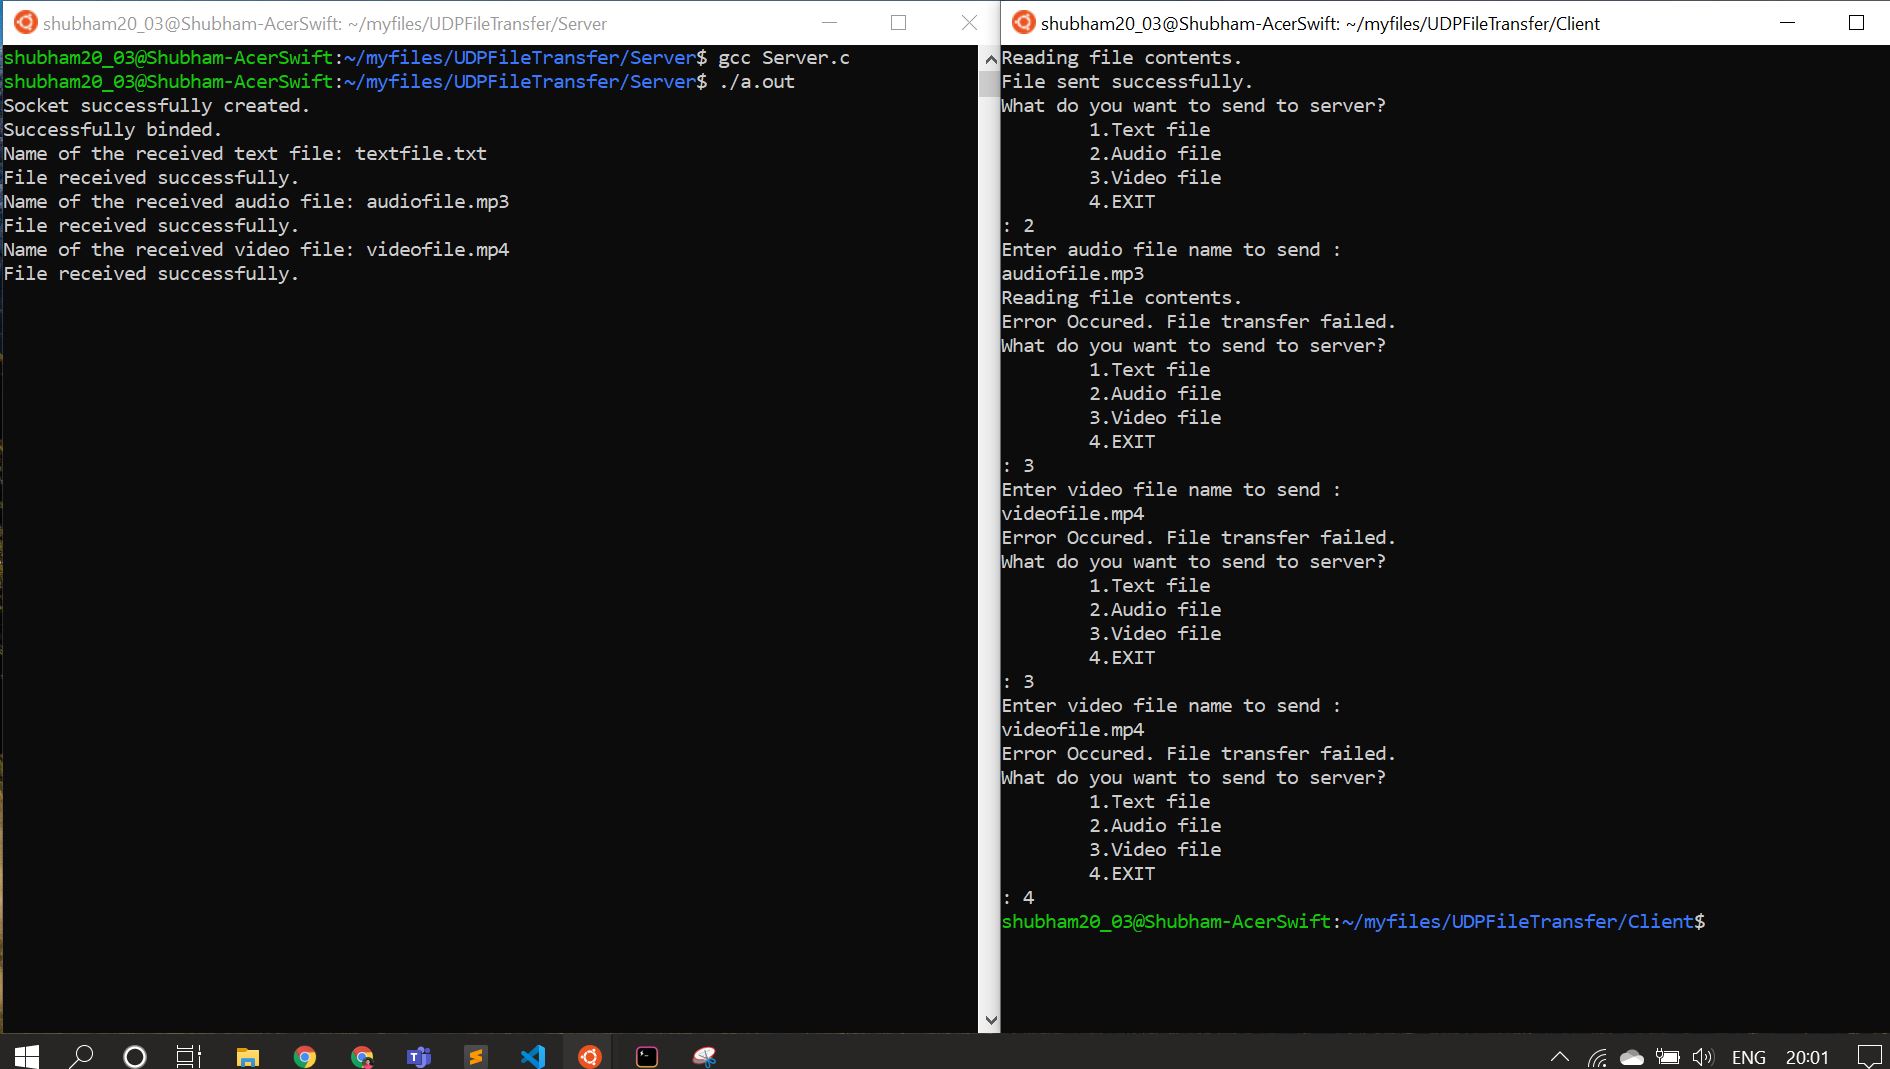 shubham20_03@Shubham-AcerSwift: ~/myfiles/UDPFileTransfer/Server
shubham20_03@Shubham-AcerSwift:~/myfiles/UDPFileTransfer/Server$ gcc Server.c
shubham20_03@Shubham-AcerSwift:~/myfiles/UDPFileTransfer/Server$ ./a.out
Socket successfully created.
Successfully binded.
Name of the received text file: textfile.txt
File received successfully.
Name of the received audio file: audiofile.mp3
File received successfully.
Name of the received video file: videofile.mp4
File received successfully.
shubham20_03@Shubham-AcerSwift: ~/myfiles/UDPFileTransfer/Client
Reading file contents.
File sent successfully.
What do you want to send to server?
1.Text file
2.Audio file
3.Video file
4.EXIT
: 2
Enter audio file name to send :
audiofile.mp3
Reading file contents.
Error Occured. File transfer failed.
What do you want to send to server?
1.Text file
2.Audio file
3.Video file
4.EXIT
: 3
Enter video file name to send :
videofile.mp4
Error Occured. File transfer failed.
What do you want to send to server?
1.Text file
2.Audio file
3.Video file
4.EXIT
: 3
Enter video file name to send :
videofile.mp4
Error Occured. File transfer failed.
What do you want to send to server?
1.Text file
2.Audio file
3.Video file
4.EXIT
: 4
shubham20_03@Shubham-AcerSwift:~/myfiles/UDPFileTransfer/Client$
ENG 20:01